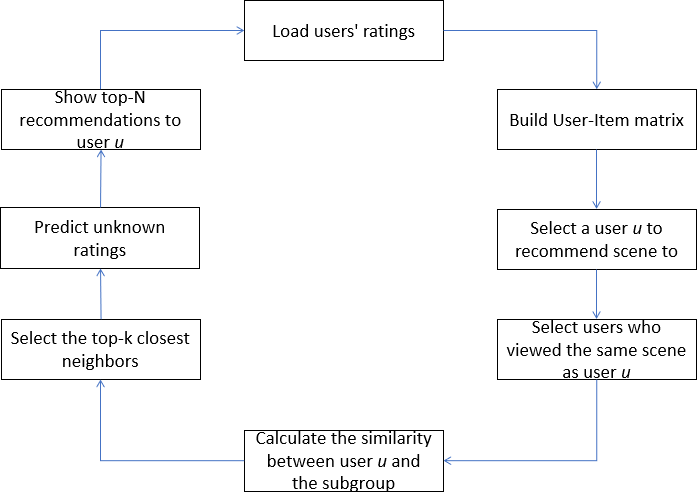 Load users' ratings
Build User-Item matrix
Select a user u to
recommend scene to
Select users who
viewed the same scene
as user u
Calculate the similarity
between user u and
the subgroup
Select the top-k closest
neighbors
Predict unknown
ratings
Show top-N
recommendations to
user u